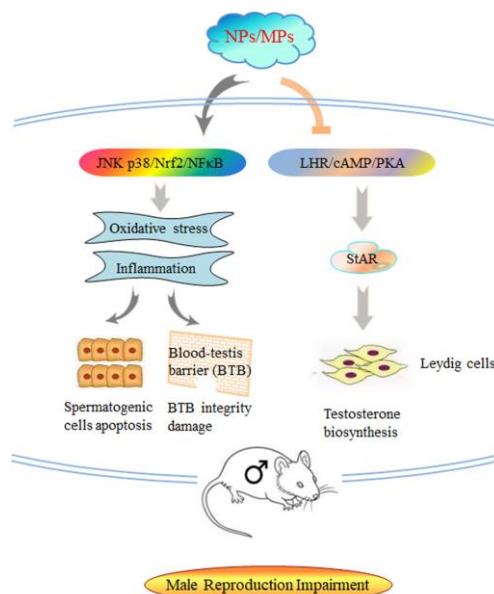 NPs/MPs
JNK p38/Nrf2/NFκB
LHR/cAMP/PKA
Oxidative stress
Inflammation
StAR
Blood-testis
barrier (BTB)
Leydig cells
Spermatogenic
cells apoptosis
BTB integrity
damage
Testosterone
biosynthesis
Male Reproduction Impairment